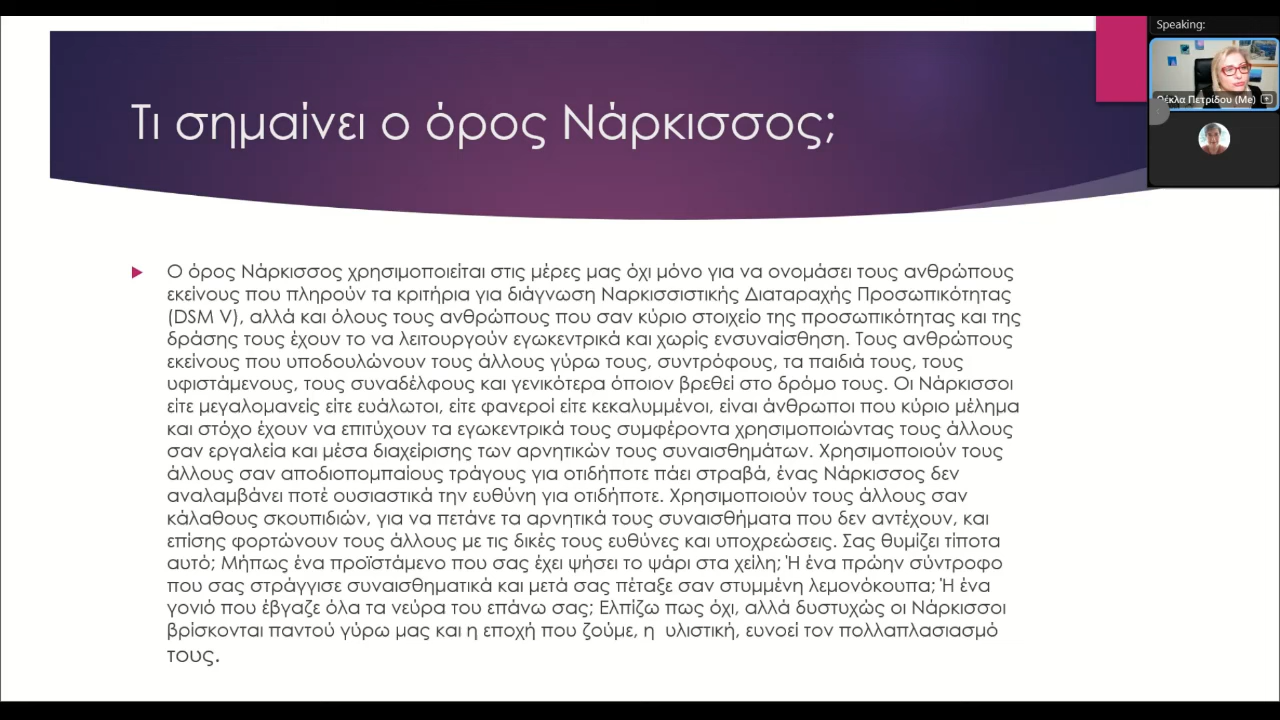 Τι σημαίνει ο όρος Νάρκισσος;
Speaking:
Θέκλα Πετρίδου (Me)
Ο όρος Νάρκισσος χρησιμοποιείται στις μέρες μας όχι μόνο για να ονομάσει τους ανθρώπους
εκείνους που πληρούν τα κριτήρια για διάγνωση Ναρκισσιστικής Διαταραχής Προσωπικότητας
(DSM V), αλλά και όλους τους ανθρώπους που σαν κύριο στοιχείο της προσωπικότητας και της
δράσης τους έχουν το να λειτουργούν εγωκεντρικά και χωρίς ενσυναίσθηση. Τους ανθρώπους
εκείνους που υποδουλώνουν τους άλλους γύρω τους, συντρόφους, τα παιδιά τους, τους
υφιστάμενους, τους συναδέλφους και γενικότερα όποιον βρεθεί στο δρόμο τους. Οι Νάρκισσοι
είτε μεγαλομανείς είτε ευάλωτοι, είτε φανεροί είτε κεκαλυμμένοι, είναι άνθρωποι που κύριο μέλημα
και στόχο έχουν να επιτύχουν τα εγωκεντρικά τους συμφέροντα χρησιμοποιώντας τους άλλους
σαν εργαλεία και μέσα διαχείρισης των αρνητικών τους συναισθημάτων. Χρησιμοποιούν τους
άλλους σαν αποδιοπομπαίους τράγους για οτιδήποτε πάει στραβά, ένας Νάρκισσος δεν
αναλαμβάνει ποτέ ουσιαστικά την ευθύνη για οτιδήποτε. Χρησιμοποιούν τους άλλους σαν
κάλαθους σκουπιδιών, για να πετάνε τα αρνητικά τους συναισθήματα που δεν αντέχουν, και
επίσης φορτώνουν τους άλλους με τις δικές τους ευθύνες και υποχρεώσεις. Σας θυμίζει τίποτα
αυτό; Μήπως ένα προϊστάμενο που σας έχει ψήσει το ψάρι στα χείλη; Ή ένα πρώην σύντροφο
που σας στράγγισε συναισθηματικά και μετά σας πέταξε σαν στυμμένη λεμονόκουπα; Ή ένα
γονιό που έβγαζε όλα τα νεύρα του επάνω σας; Ελπίζω πως όχι, αλλά δυστυχώς οι Νάρκισσοι
βρίσκονται παντού γύρω μας και η εποχή που ζούμε, η υλιστική, ευνοεί τον πολλαπλασιασμό
τους.